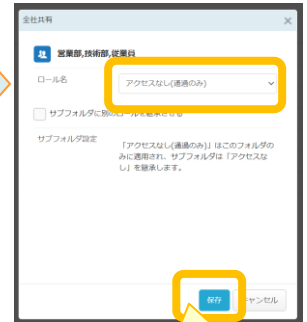 全社共有
営業部,技術部,従業員
ロール名
アクセスなし(通過のみ)
サブフォルダに別のロールを継承させる
サブフォルダ設定
「アクセスなし(通過のみ)」はこのフォルダの
みに適用され、サブフォルダは「アクセスな
し」を継承します。
保存
キャンセル